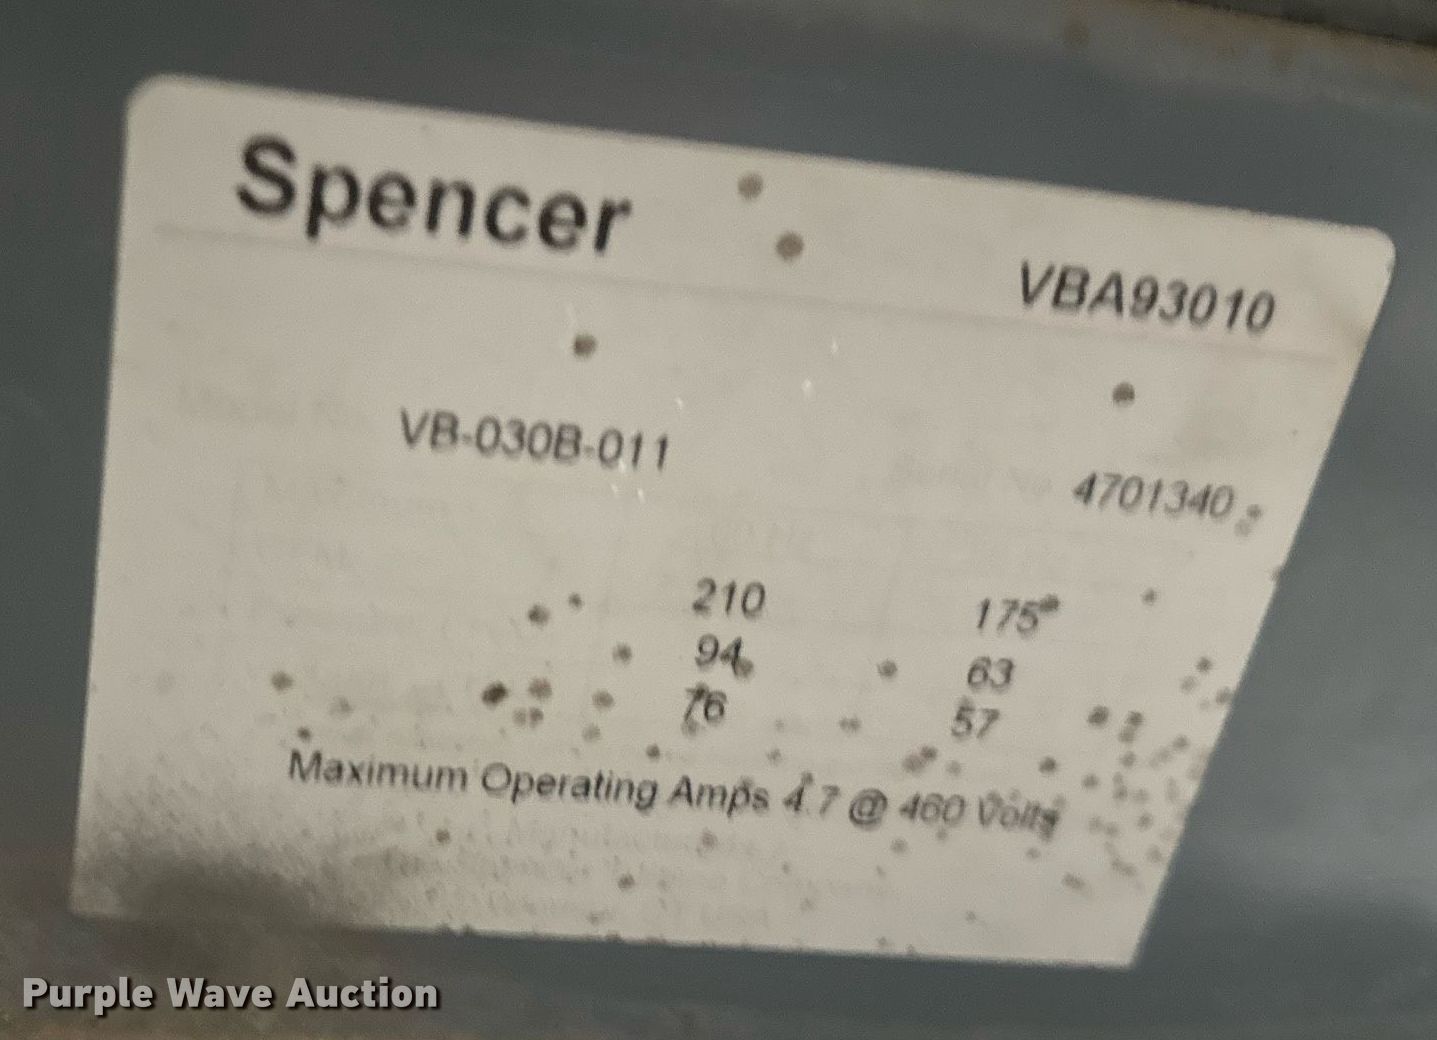 Spencer
VBA93010
VB-030B-011
4701340
210 175
94 63
76 57
Maximum Operating Amps 4.7 @ 460 Volts
Purple Wave Auction